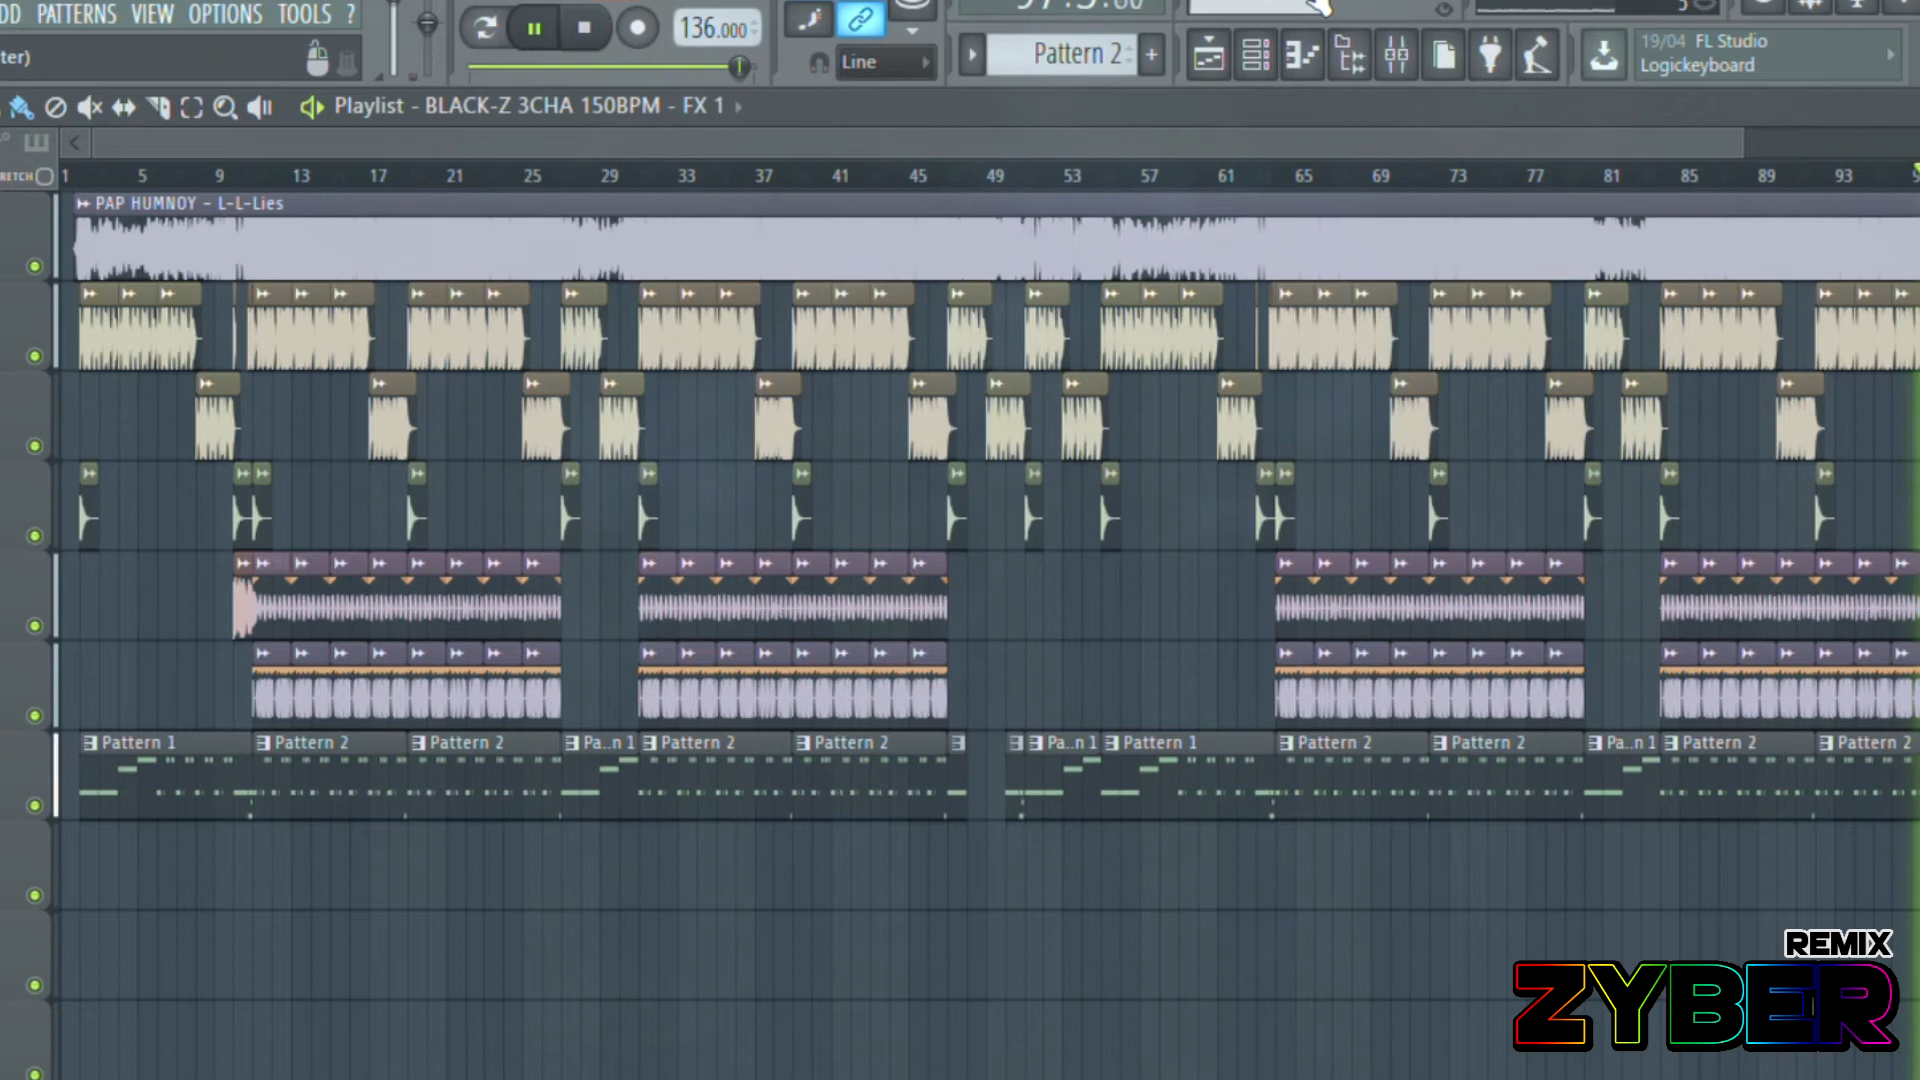 DD PATTERNS VIEW OPTIONS TOOLS ?
ter)
136.000
Line
Pattern 2
+
19/04 FL Studio
Logickeyboard
Playlist - BLACK-Z 3CHA 150BPM - FX 1
RETCH
1 5 9 13 17 21 25 29 33 37 41 45 49 53 57 61 65 69 73 77 81 85 89 93
PAP HUMNOY - L-L-Lies
Pattern 1 Pattern 2 Pattern 2 Pa..n 1 Pattern 2 Pattern 2 Pa..n 1 Pattern 1 Pattern 2 Pattern 2 Pa..n 1 Pattern 2 Pattern 2
REMIX
ZYBER